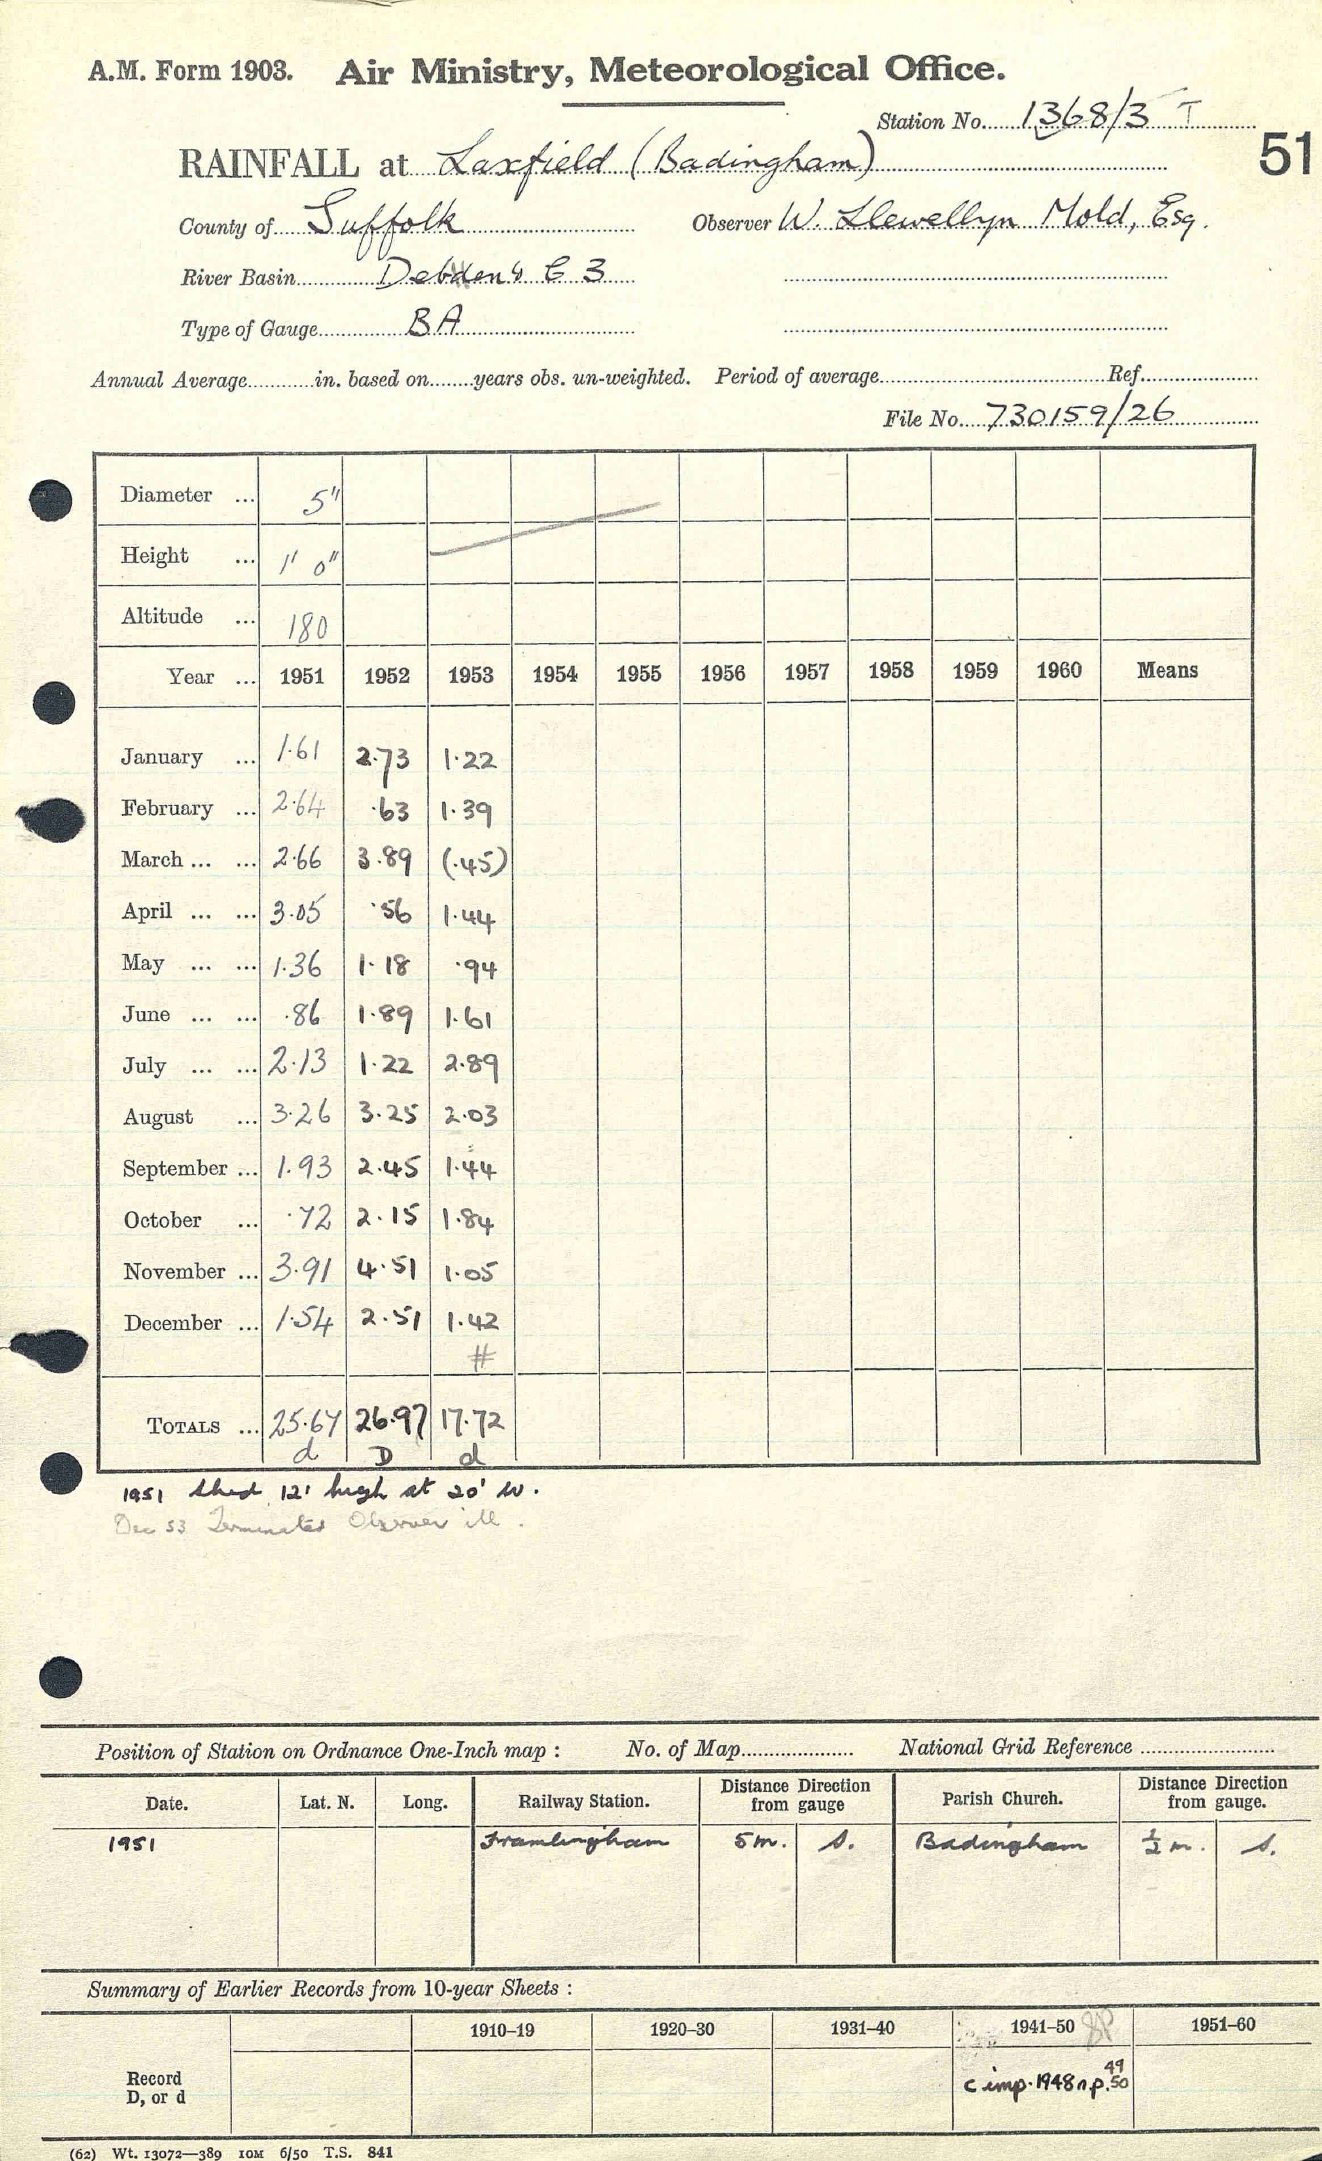 A.M. Form 1903. Air Ministry, Meteorological Office.
Station No. 1368/3 T
51
RAINFALL at Laxfield (Badingham)
County of Suffolk Observer W. Llewellyn Mold, Esq.
River Basin C 3
Type of Gauge BA
Annual Average in. based on years obs. un-weighted. Period of average Ref.
File No. 730159/26
Diameter ... 5"
Height ... 1' 0"
Altitude ... 180
Year ... 1951 1952 1953 1954 1955 1956 1957 1958 1959 1960 Means
January ... 1.61 2.73 1.22
February ... 2.64 .63 1.39
March ... ... 2.66 3.89 (.45)
April ... ... 3.05 .56 1.44
May ... ... 1.36 1.18 .94
June ... ... .86 1.89 1.61
July ... ... 2.13 1.22 2.89
August ... 3.26 3.25 2.03
September ... 1.93 2.45 1.44
October ... .72 2.15 1.84
November ... 3.91 4.51 1.05
December ... 1.54 2.51 1.42
#
TOTALS ... 25.67 26.97 17.72
d D d
1951 Shed 12' high at 20' W.
Dec 53 Terminated Observer ill.
Position of Station on Ordnance One-Inch map : No. of Map National Grid Reference
Date. Lat. N. Long. Railway Station. Distance Direction from gauge Parish Church. Distance Direction from gauge.
1951 Framlingham 5 m. S. Badingham ½ m. S.
Summary of Earlier Records from 10-year Sheets :
1910–19 1920–30 1931–40 1941–50 8P 1951–60
Record
D, or d
c imp. 1948 n.p. 49 50
(62) Wt. 13072—389 10M 6/50 T.S. 841